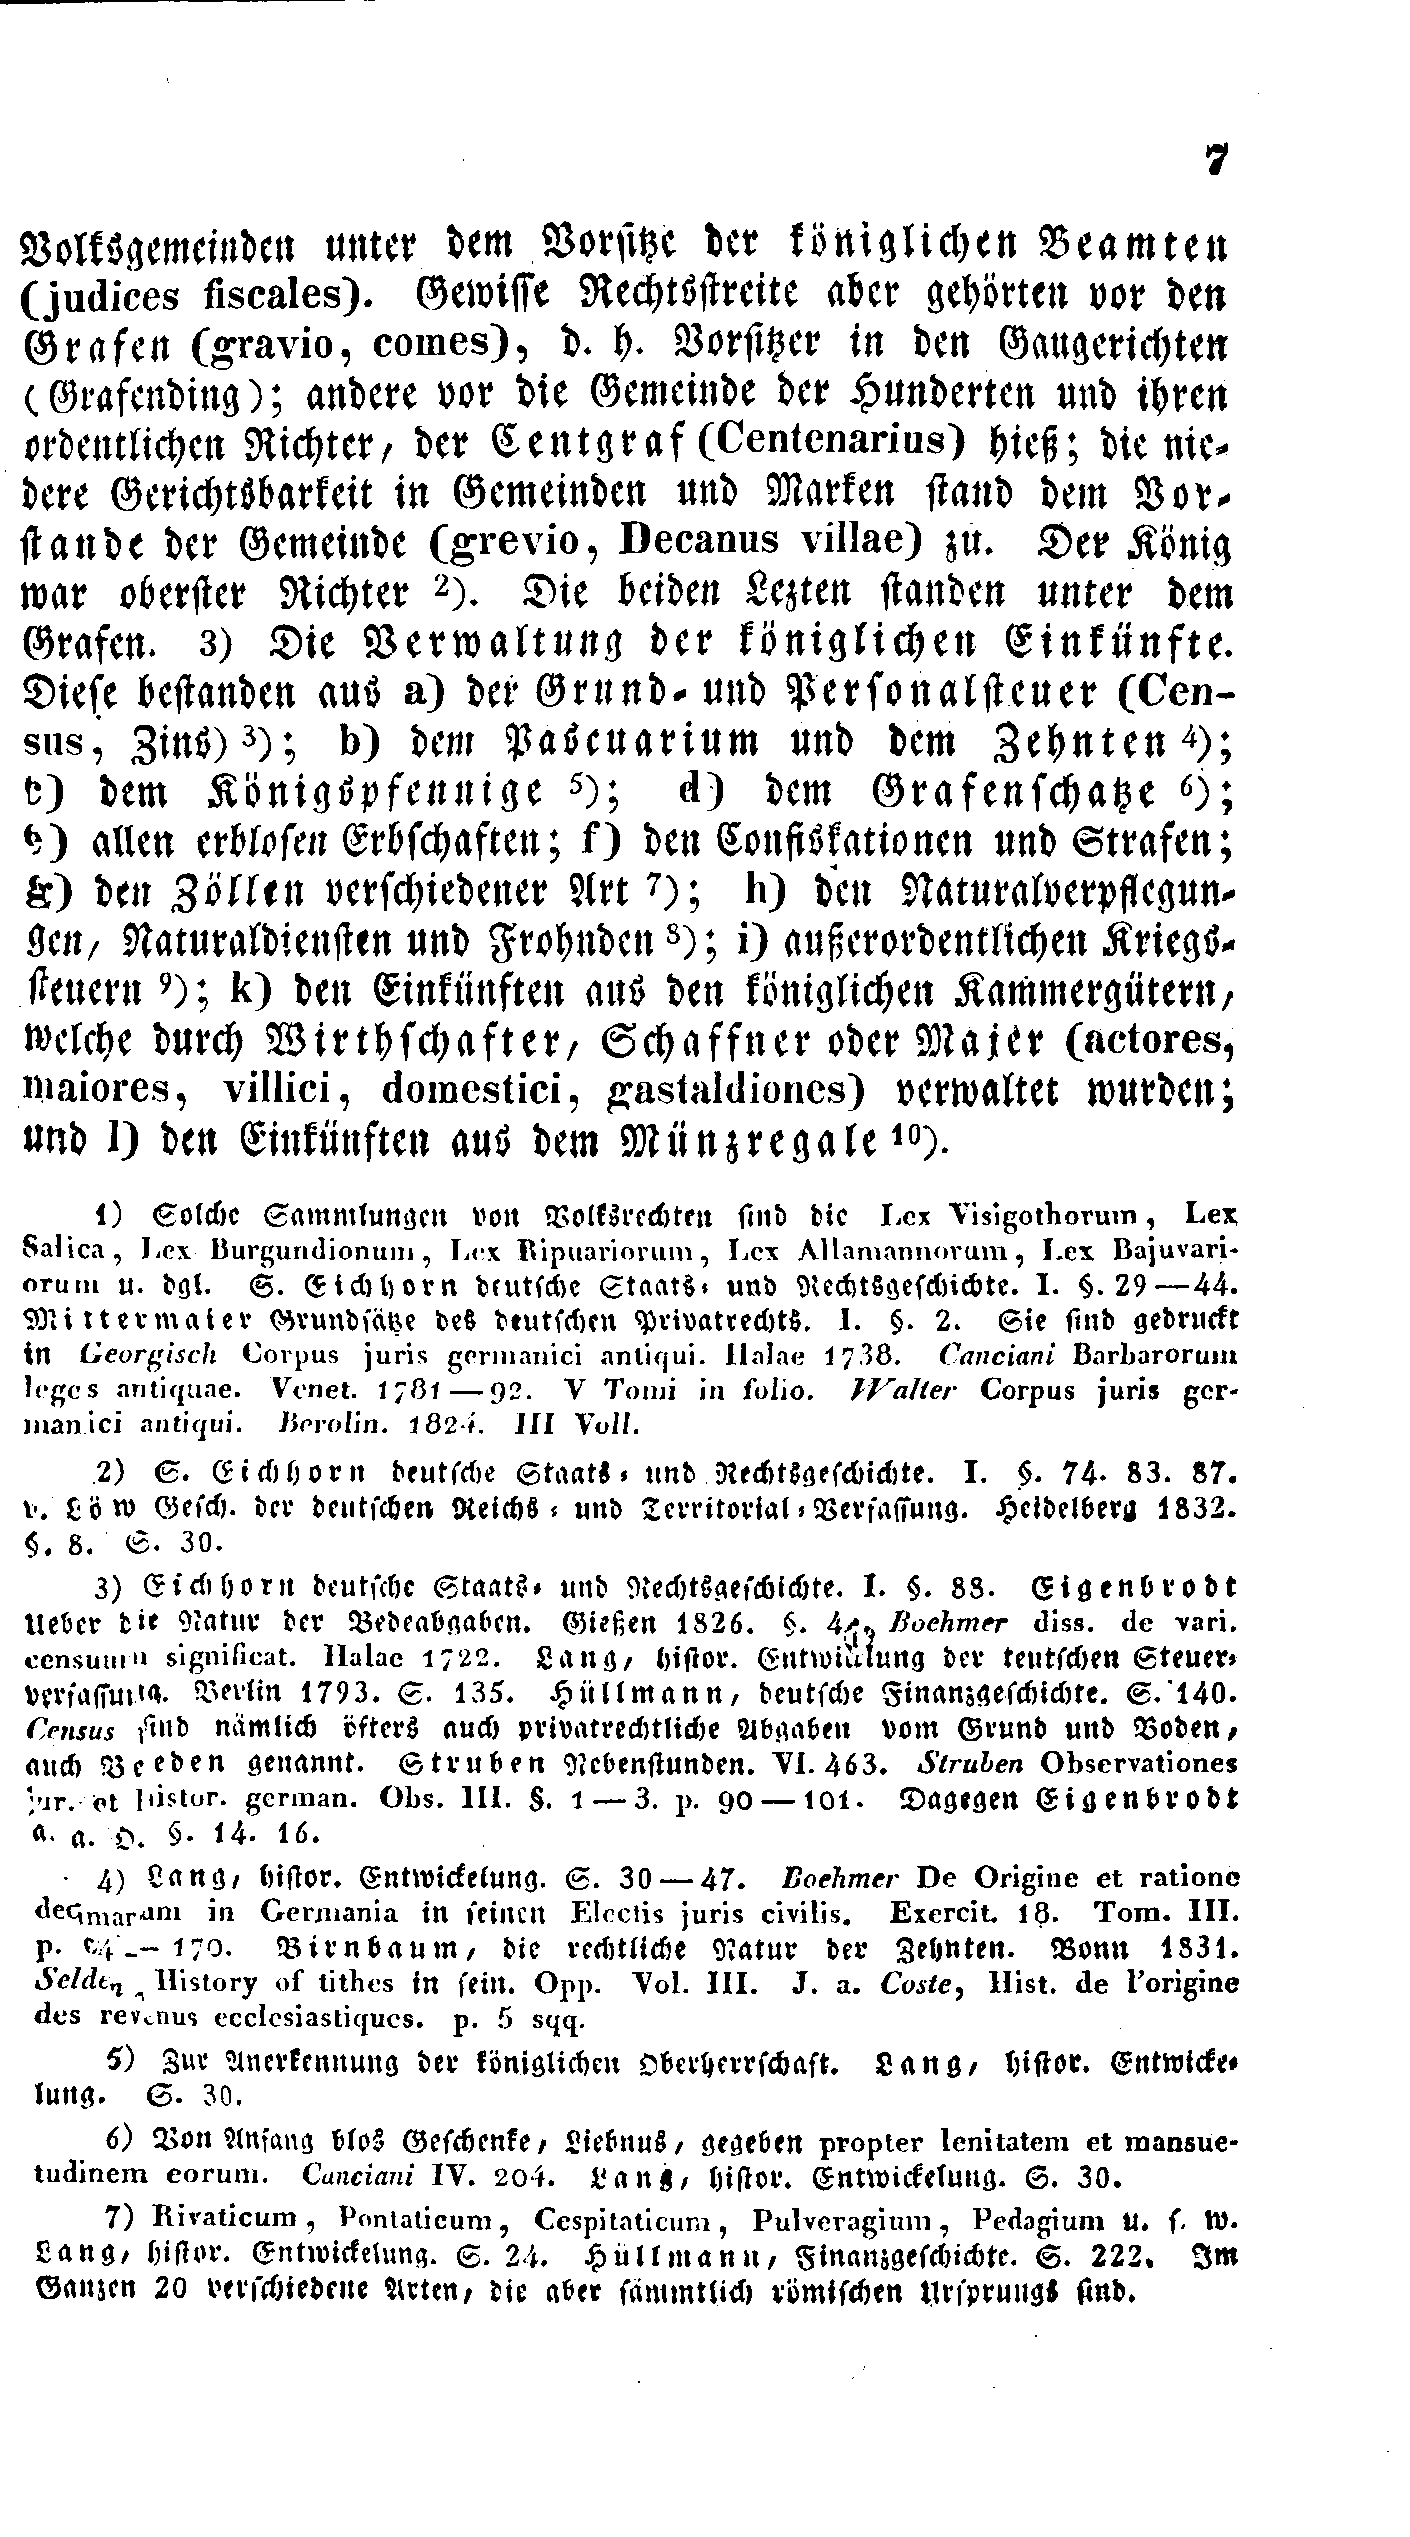 7
Volksgemeinden unter dem Vorsitze der königlichen Beamten
(judices fiscales). Gewisse Rechtsstreite aber gehörten vor den
Grafen (gravio, comes), d. h. Vorsitzer in den Gaugerichten
(Grafending); andere vor die Gemeinde der Hunderten und ihren
ordentlichen Richter, der Centgraf (Centenarius) hieß; die nie-
dere Gerichtsbarkeit in Gemeinden und Marken stand dem Vor-
stande der Gemeinde (grevio, Decanus villae) zu. Der König
war oberster Richter 2). Die beiden Lezten standen unter dem
Grafen. 3) Die Verwaltung der königlichen Einkünfte.
Diese bestanden aus a) der Grund- und Personalsteuer (Cen-
sus, Zins) 3); b) dem Pascuarium und dem Zehnten 4);
c) dem Königspfennige 5); d) dem Grafenschatze 6);
e) allen erblosen Erbschaften; f) den Confiskationen und Strafen;
g) den Zöllen verschiedener Art 7); h) den Naturalverpflegun-
gen, Naturaldiensten und Frohnden 8); i) außerordentlichen Kriegs-
steuern 9); k) den Einkünften aus den königlichen Kammergütern,
welche durch Wirthschafter, Schaffner oder Majer (actores,
maiores, villici, domestici, gastaldiones) verwaltet wurden;
und l) den Einkünften aus dem Münzregale 10).
1) Solche Sammlungen von Volksrechten sind die Lex Visigothorum, Lex
Salica, Lex Burgundionum, Lex Ripuariorum, Lex Allamannorum, Lex Bajuvari-
orum u. dgl. S. Eichhorn deutsche Staats- und Rechtsgeschichte. I. §. 29—44.
Mittermaier Grundsätze des deutschen Privatrechts. I. §. 2. Sie sind gedruckt
in Georgisch Corpus juris germanici antiqui. Halae 1738. Canciani Barbarorum
leges antiquae. Venet. 1781—92. V Tomi in folio. Walter Corpus juris ger-
manici antiqui. Berolin. 1824. III Voll.
2) S. Eichhorn deutsche Staats- und Rechtsgeschichte. I. §. 74. 83. 87.
v. Löw Gesch. der deutschen Reichs- und Territorial-Verfassung. Heidelberg 1832.
§. 8. S. 30.
3) Eichhorn deutsche Staats- und Rechtsgeschichte. I. §. 88. Eigenbrodt
Ueber die Natur der Bedeabgaben. Gießen 1826. §. Boehmer diss. de vari.
censuum significat. Halae 1722. Lang, histor. Entwicklung der teutschen Steuer-
verfassung. Berlin 1793. S. 135. Hüllmann, deutsche Finanzgeschichte. S. 140.
Census sind nämlich öfters auch privatrechtliche Abgaben vom Grund und Boden,
auch Beeden genannt. Struben Nebenstunden. VI. 463. Struben Observationes
jur. et histor. german. Obs. III. §. 1—3. p. 90—101. Dagegen Eigenbrodt
a. a. O. §. 14. 16.
4) Lang, histor. Entwickelung. S. 30—47. Boehmer De Origine et ratione
decimarum in Germania in seinen Electis juris civilis. Exercit. 18. Tom. III.
p. — 170. Birnbaum, die rechtliche Natur der Zehnten. Bonn 1831.
Selden, History of tithes in sein. Opp. Vol. III. J. a. Coste, Hist. de l'origine
des revenus ecclesiastiques. p. 5 sqq.
5) Zur Anerkennung der königlichen Oberherrschaft. Lang, histor. Entwicke-
lung. S. 30.
6) Von Anfang blos Geschenke, Liebnus, gegeben propter lenitatem et mansue-
tudinem eorum. Canciani IV. 204. Lang, histor. Entwickelung. S. 30.
7) Rivaticum, Pontaticum, Cespitaticum, Pulveragium, Pedagium u. s. w.
Lang, histor. Entwickelung. S. 24. Hüllmann, Finanzgeschichte. S. 222. Im
Ganzen 20 verschiedene Arten, die aber sämmtlich römischen Ursprungs sind.